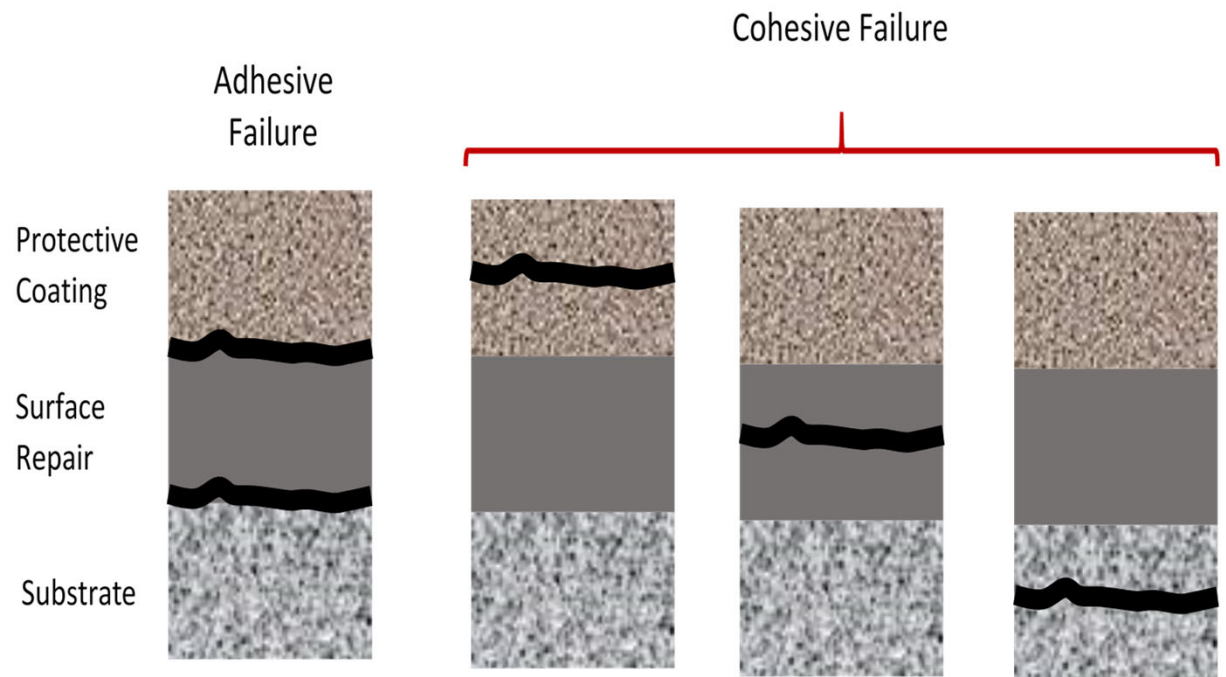 Cohesive Failure
Adhesive
Failure
Protective
Coating
Surface
Repair
Substrate